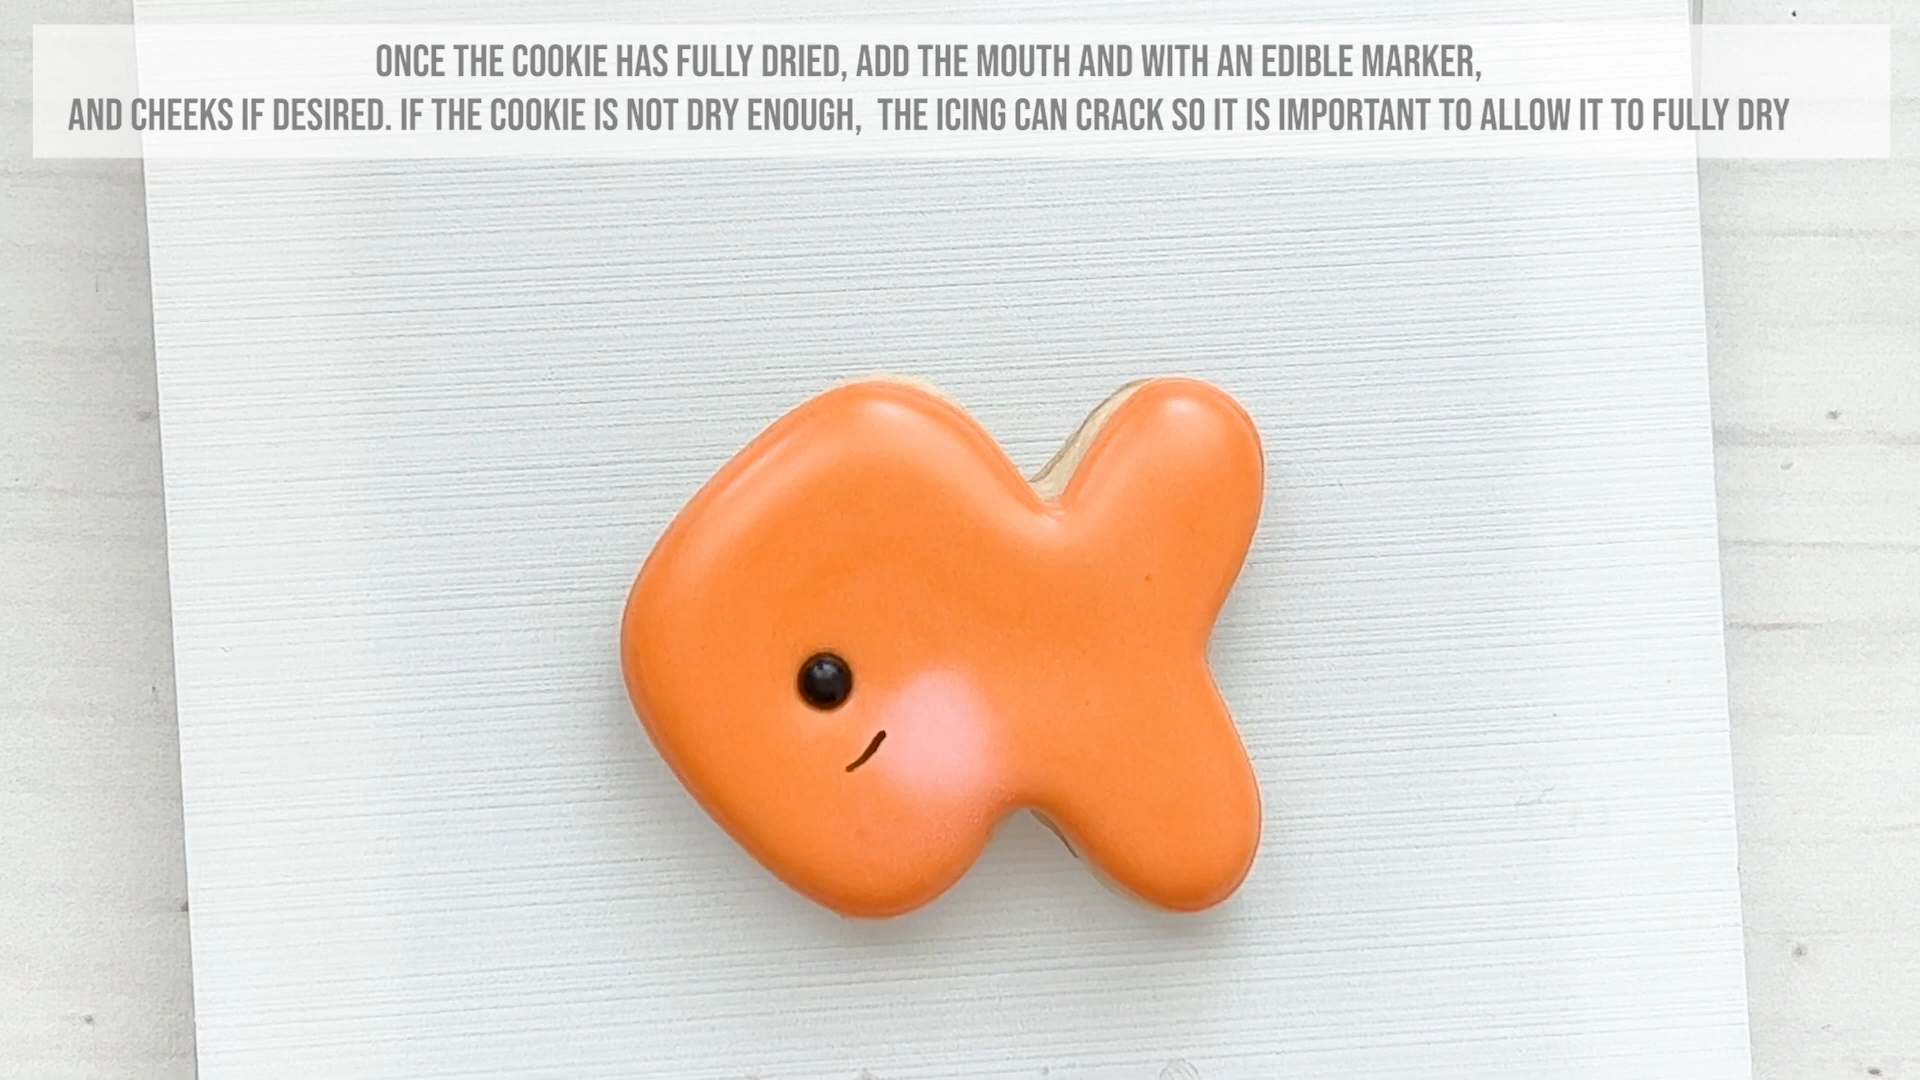 ONCE THE COOKIE HAS FULLY DRIED, ADD THE MOUTH AND WITH AN EDIBLE MARKER,
AND CHEEKS IF DESIRED. IF THE COOKIE IS NOT DRY ENOUGH, THE ICING CAN CRACK SO IT IS IMPORTANT TO ALLOW IT TO FULLY DRY